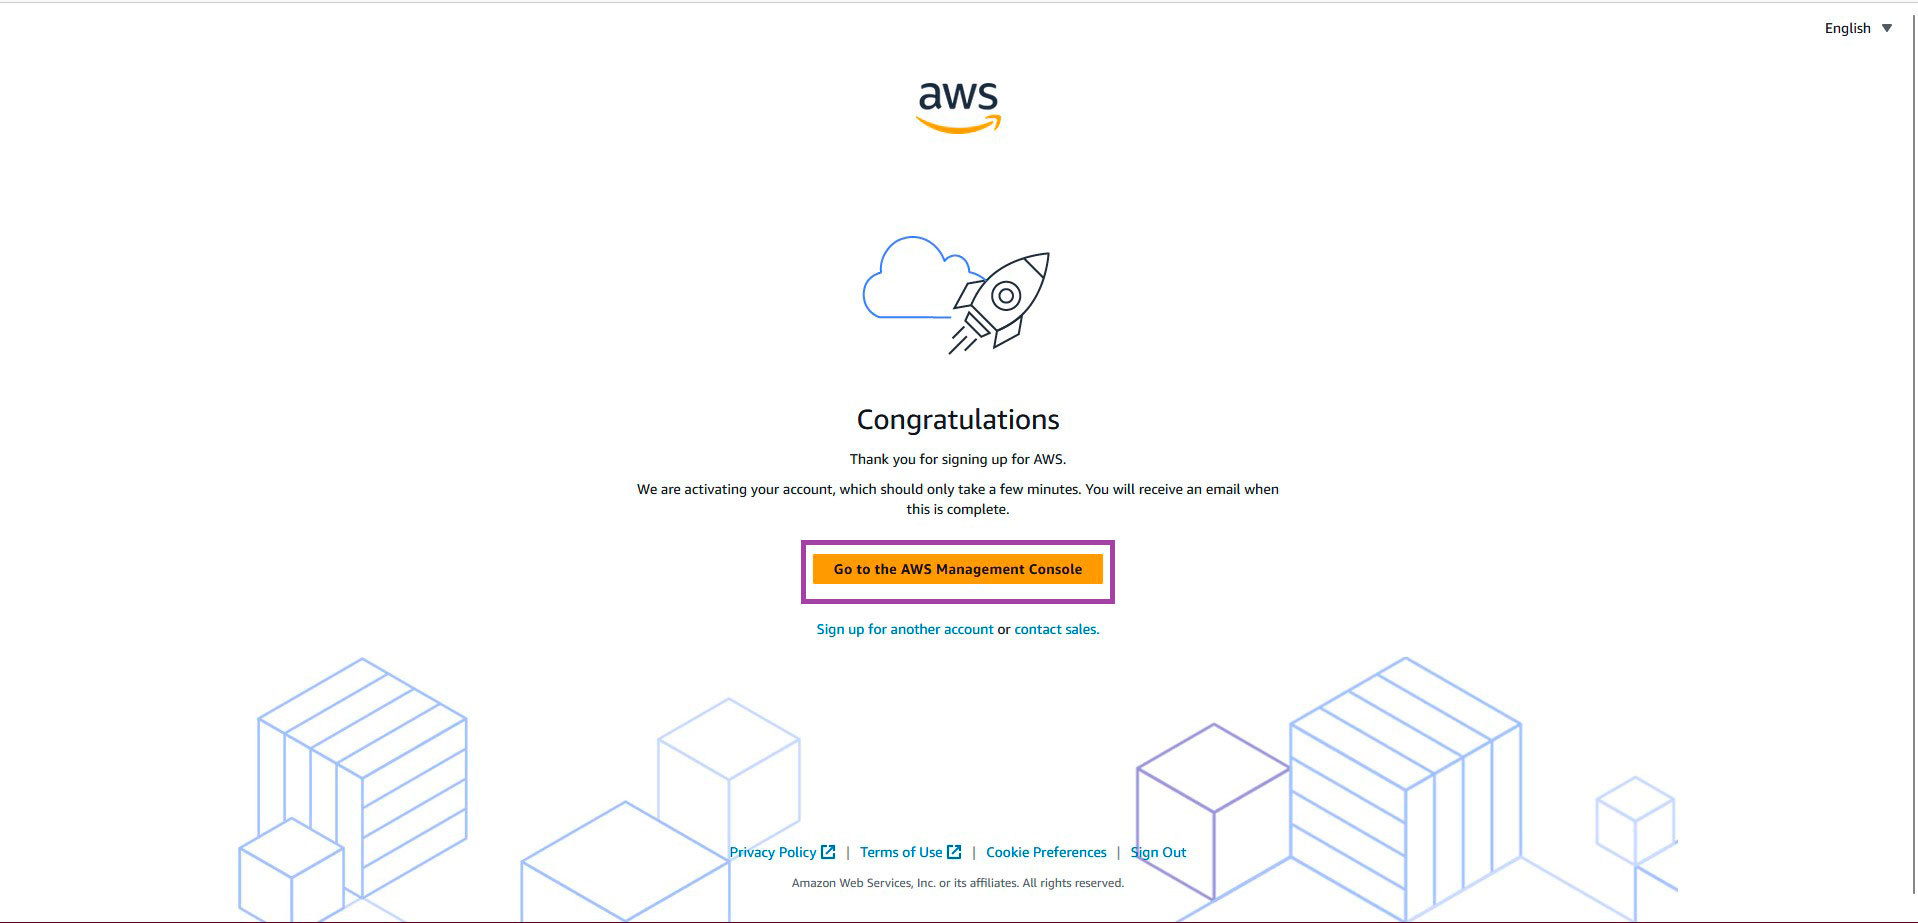 English
aws
Congratulations
Thank you for signing up for AWS.
We are activating your account, which should only take a few minutes. You will receive an email when
this is complete.
Go to the AWS Management Console
Sign up for another account or contact sales.
Privacy Policy | Terms of Use | Cookie Preferences | Sign Out
Amazon Web Services, Inc. or its affiliates. All rights reserved.